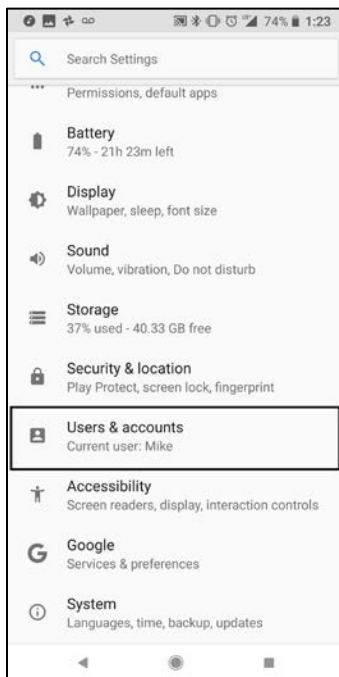 74% 1:23
Search Settings
Permissions, default apps
Battery
74% - 21h 23m left
Display
Wallpaper, sleep, font size
Sound
Volume, vibration, Do not disturb
Storage
37% used - 40.33 GB free
Security & location
Play Protect, screen lock, fingerprint
Users & accounts
Current user: Mike
Accessibility
Screen readers, display, interaction controls
Google
Services & preferences
System
Languages, time, backup, updates